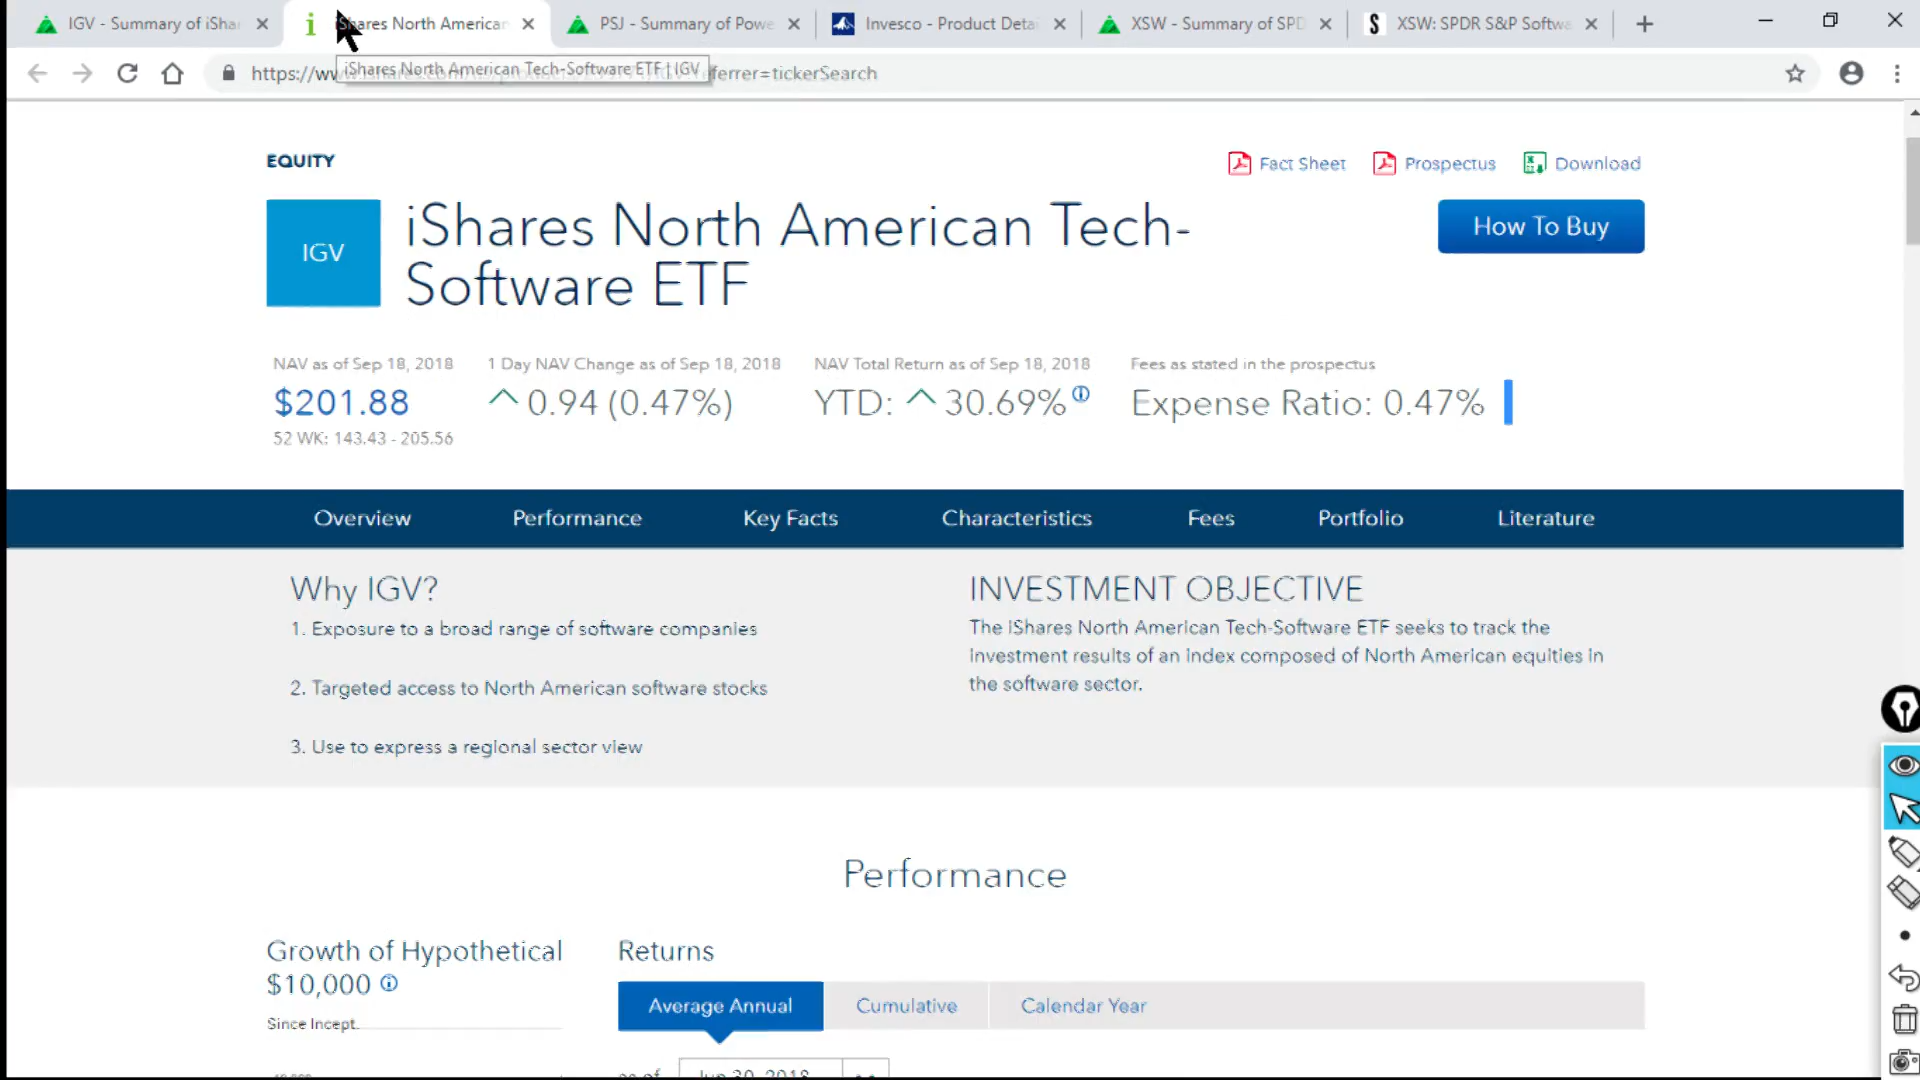 IGV - Summary of iShar
Shares North American
PSJ - Summary of Powe
Invesco - Product Detai
XSW - Summary of SPD
XSW: SPDR S&P Softwa
https://ww
eferrer=tickerSearch
iShares North American Tech-Software ETF | IGV
EQUITY
Fact Sheet
Prospectus
Download
IGV
iShares North American Tech-
Software ETF
How To Buy
NAV as of Sep 18, 2018
$201.88
52 WK: 143.43 - 205.56
1 Day NAV Change as of Sep 18, 2018
0.94 (0.47%)
NAV Total Return as of Sep 18, 2018
YTD: 30.69%
Fees as stated in the prospectus
Expense Ratio: 0.47%
Overview Performance Key Facts Characteristics Fees Portfolio Literature
Why IGV?
1. Exposure to a broad range of software companies
2. Targeted access to North American software stocks
3. Use to express a regional sector view
INVESTMENT OBJECTIVE
The iShares North American Tech-Software ETF seeks to track the
investment results of an index composed of North American equities in
the software sector.
Performance
Growth of Hypothetical
$10,000
Since Incept.
Returns
Average Annual Cumulative Calendar Year
as of Jun 30, 2018